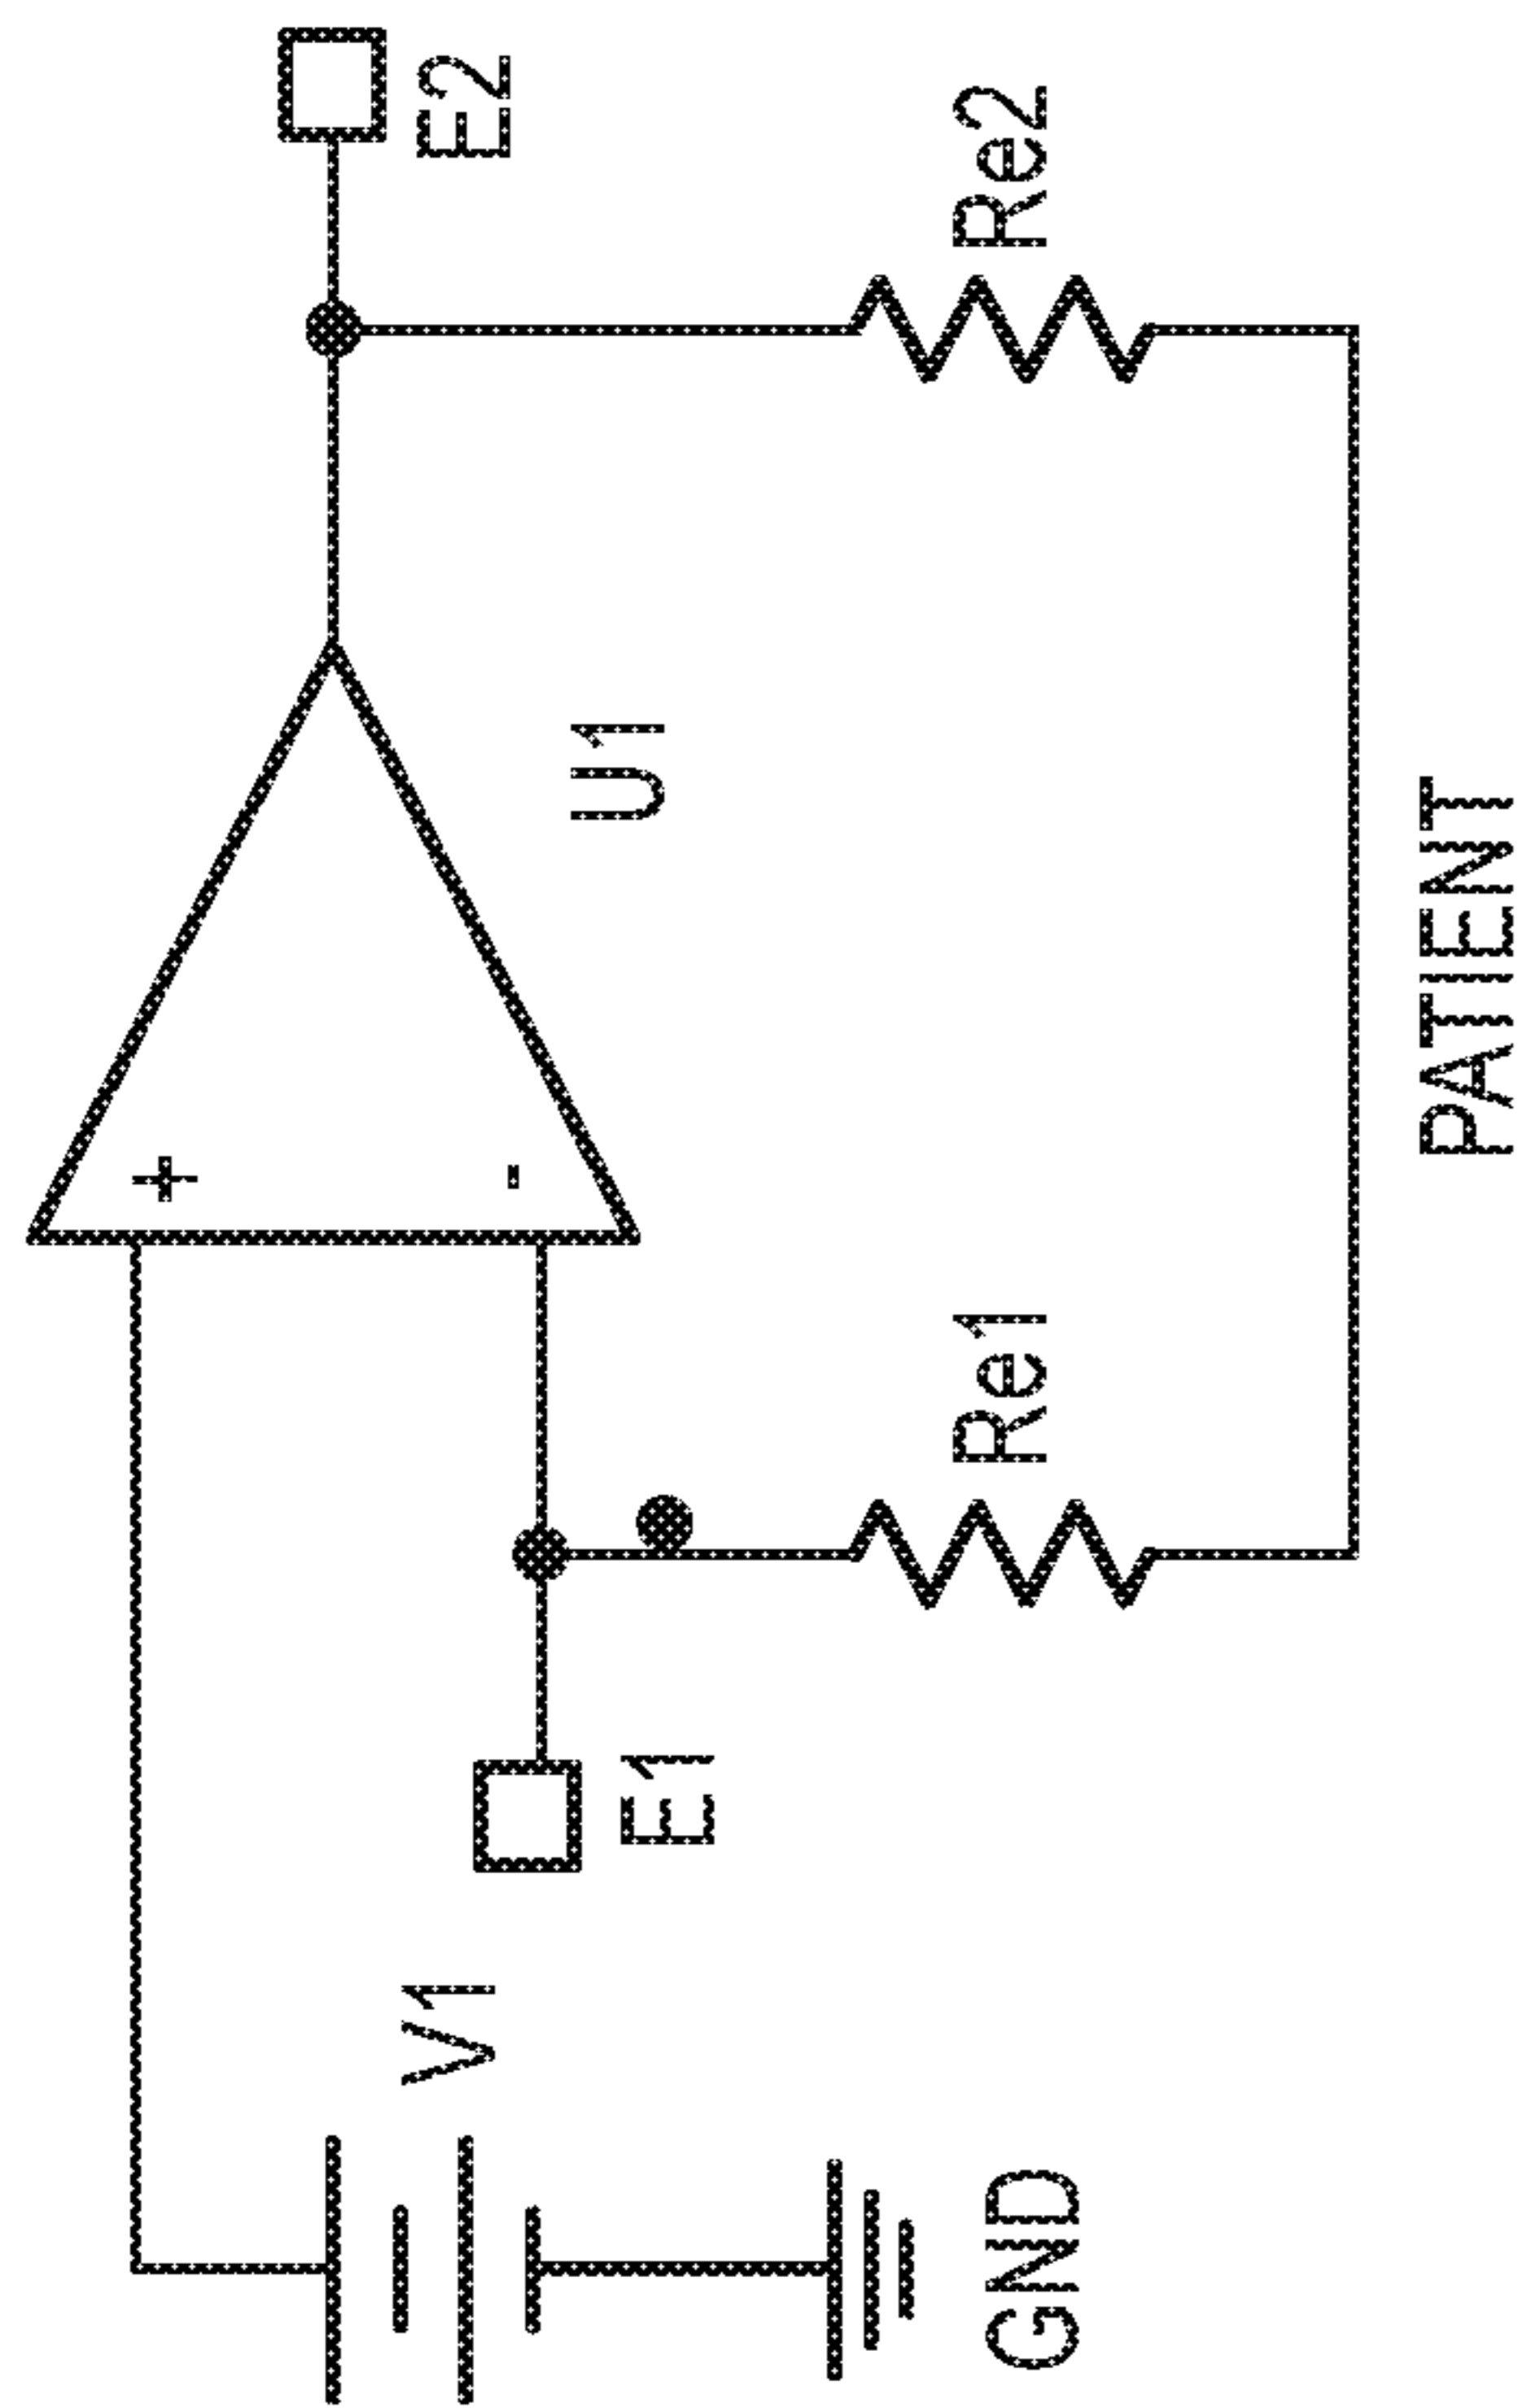 E2
+
-
U1
V1
E1
Re1
Re2
GND
PATIENT